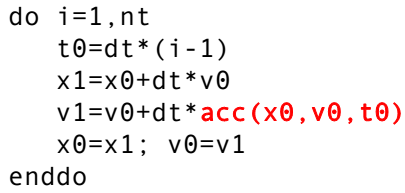 do i=1,nt
t0=dt*(i-1)
x1=x0+dt*v0
v1=v0+dt*acc(x0,v0,t0)
x0=x1; v0=v1
enddo